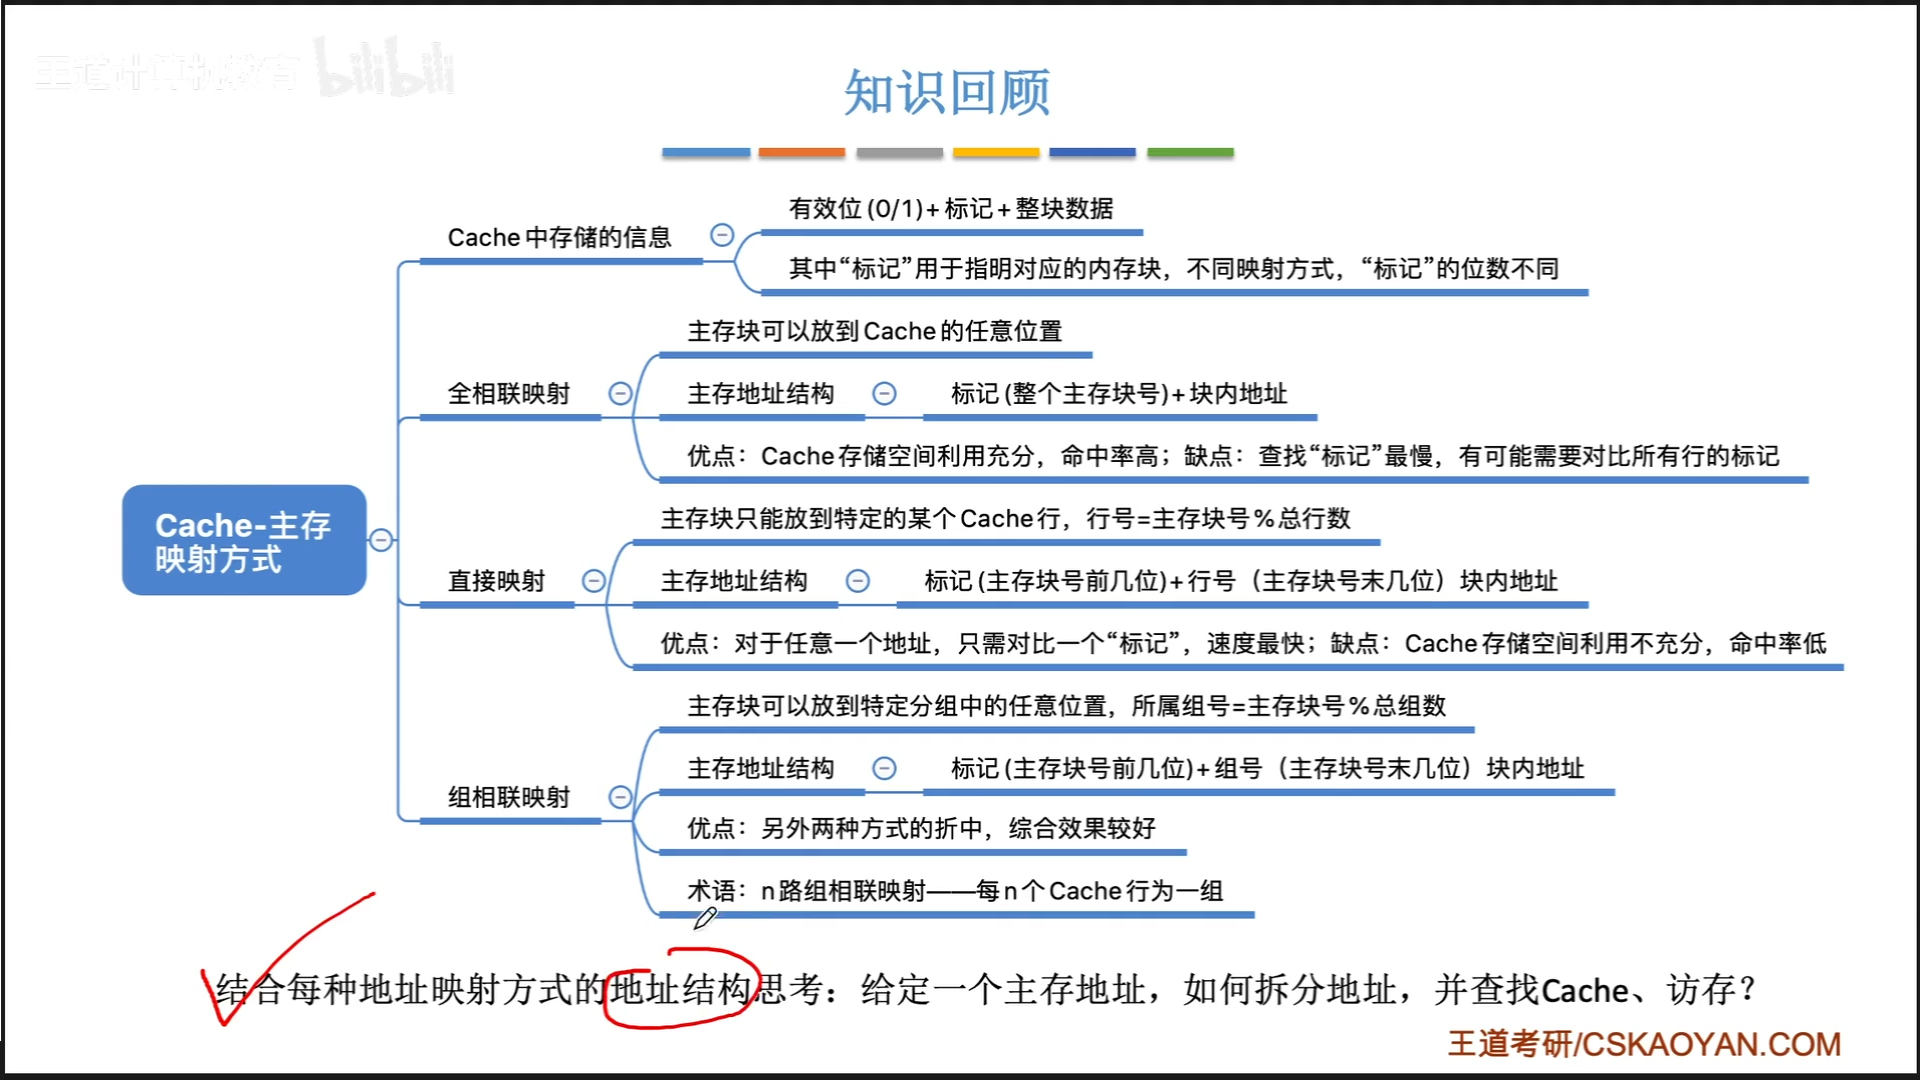 王道计算机教育 bilibili
知识回顾
Cache中存储的信息
有效位(0/1)+标记+整块数据
其中“标记”用于指明对应的内存块，不同映射方式，“标记”的位数不同
全相联映射
主存块可以放到Cache的任意位置
主存地址结构
标记(整个主存块号)+块内地址
优点：Cache存储空间利用充分，命中率高；缺点：查找“标记”最慢，有可能需要对比所有行的标记
Cache-主存
映射方式
直接映射
主存块只能放到特定的某个Cache行，行号=主存块号%总行数
主存地址结构
标记(主存块号前几位)+行号（主存块号末几位）块内地址
优点：对于任意一个地址，只需对比一个“标记”，速度最快；缺点：Cache存储空间利用不充分，命中率低
组相联映射
主存块可以放到特定分组中的任意位置，所属组号=主存块号%总组数
主存地址结构
标记(主存块号前几位)+组号（主存块号末几位）块内地址
优点：另外两种方式的折中，综合效果较好
术语：n路组相联映射——每n个Cache行为一组
结合每种地址映射方式的地址结构思考：给定一个主存地址，如何拆分地址，并查找Cache、访存？
王道考研/CSKAOYAN.COM